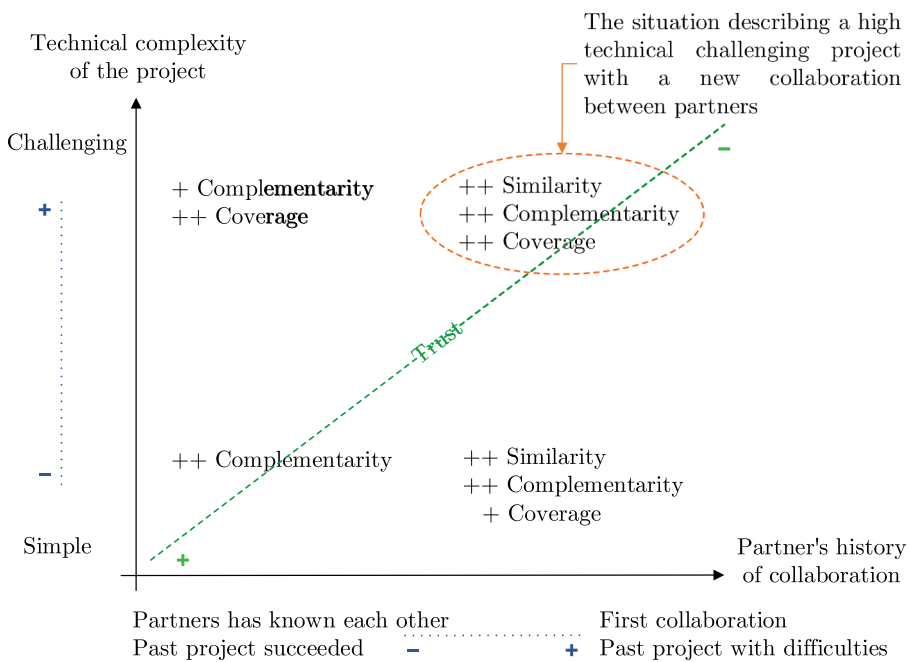 The situation describing a high
technical challenging project
with a new collaboration
between partners
Technical complexity
of the project
Challenging
+ Complementarity
++ Coverage
++ Similarity
++ Complementarity
++ Coverage
+
−
−
Trust
++ Complementarity
++ Similarity
++ Complementarity
+ Coverage
Simple
+
Partner's history
of collaboration
Partners has known each other
Past project succeeded
−
First collaboration
+ Past project with difficulties